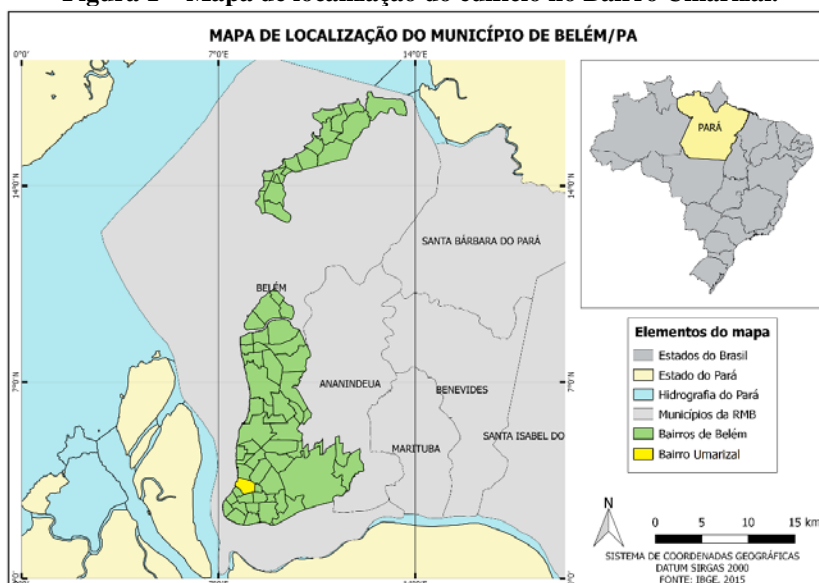 Figura 1 – Mapa de localização do edifício no Bairro Umarizal.
MAPA DE LOCALIZAÇÃO DO MUNICÍPIO DE BELÉM/PA
0°0' 7°0'E 14°0'E
14°0'N
7°0'N
SANTA BÁRBARA DO PARÁ
BELÉM
ANANINDEUA
BENEVIDES
MARITUBA
SANTA ISABEL DO
7°0'E 14°0'E
14°0'N
7°0'N
PARÁ
Elementos do mapa
Estados do Brasil
Estado do Pará
Hidrografia do Pará
Municípios da RMB
Bairros de Belém
Bairro Umarizal
N
0 5 10 15 km
SISTEMA DE COORDENADAS GEOGRÁFICAS
DATUM SIRGAS 2000
FONTE: IBGE, 2015